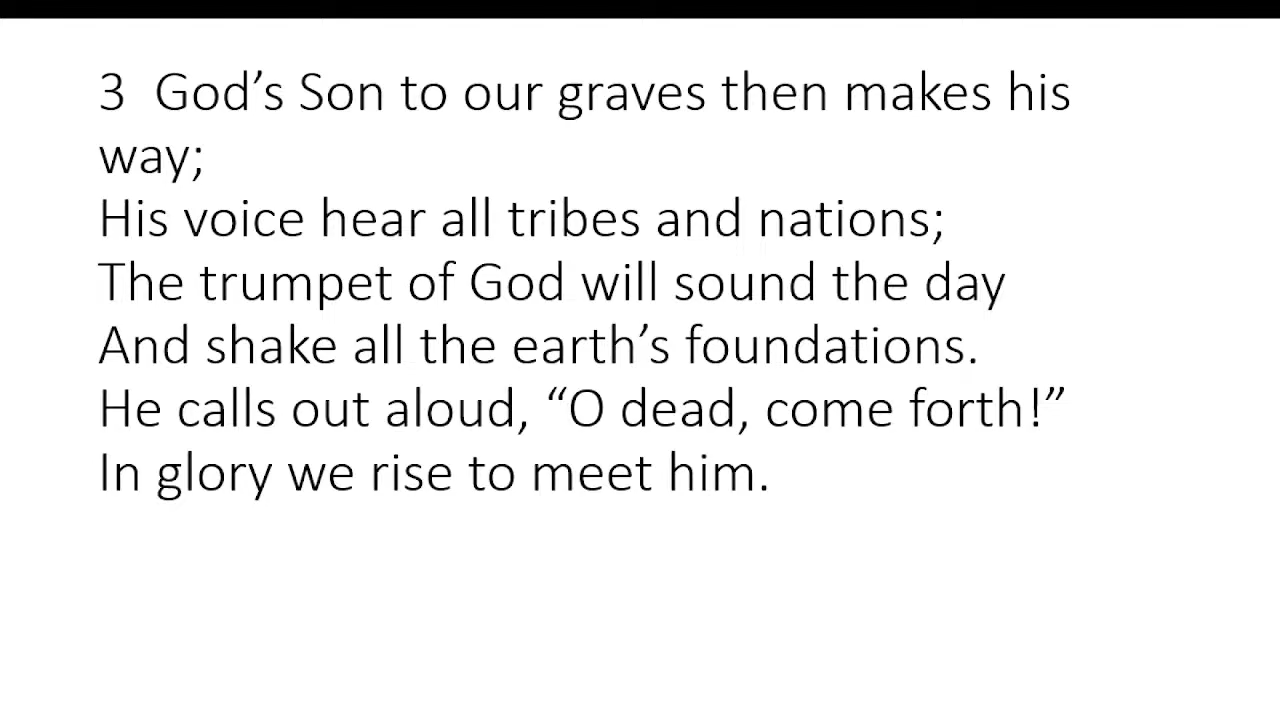 3  God’s Son to our graves then makes his
way;
His voice hear all tribes and nations;
The trumpet of God will sound the day
And shake all the earth’s foundations.
He calls out aloud, “O dead, come forth!”
In glory we rise to meet him.